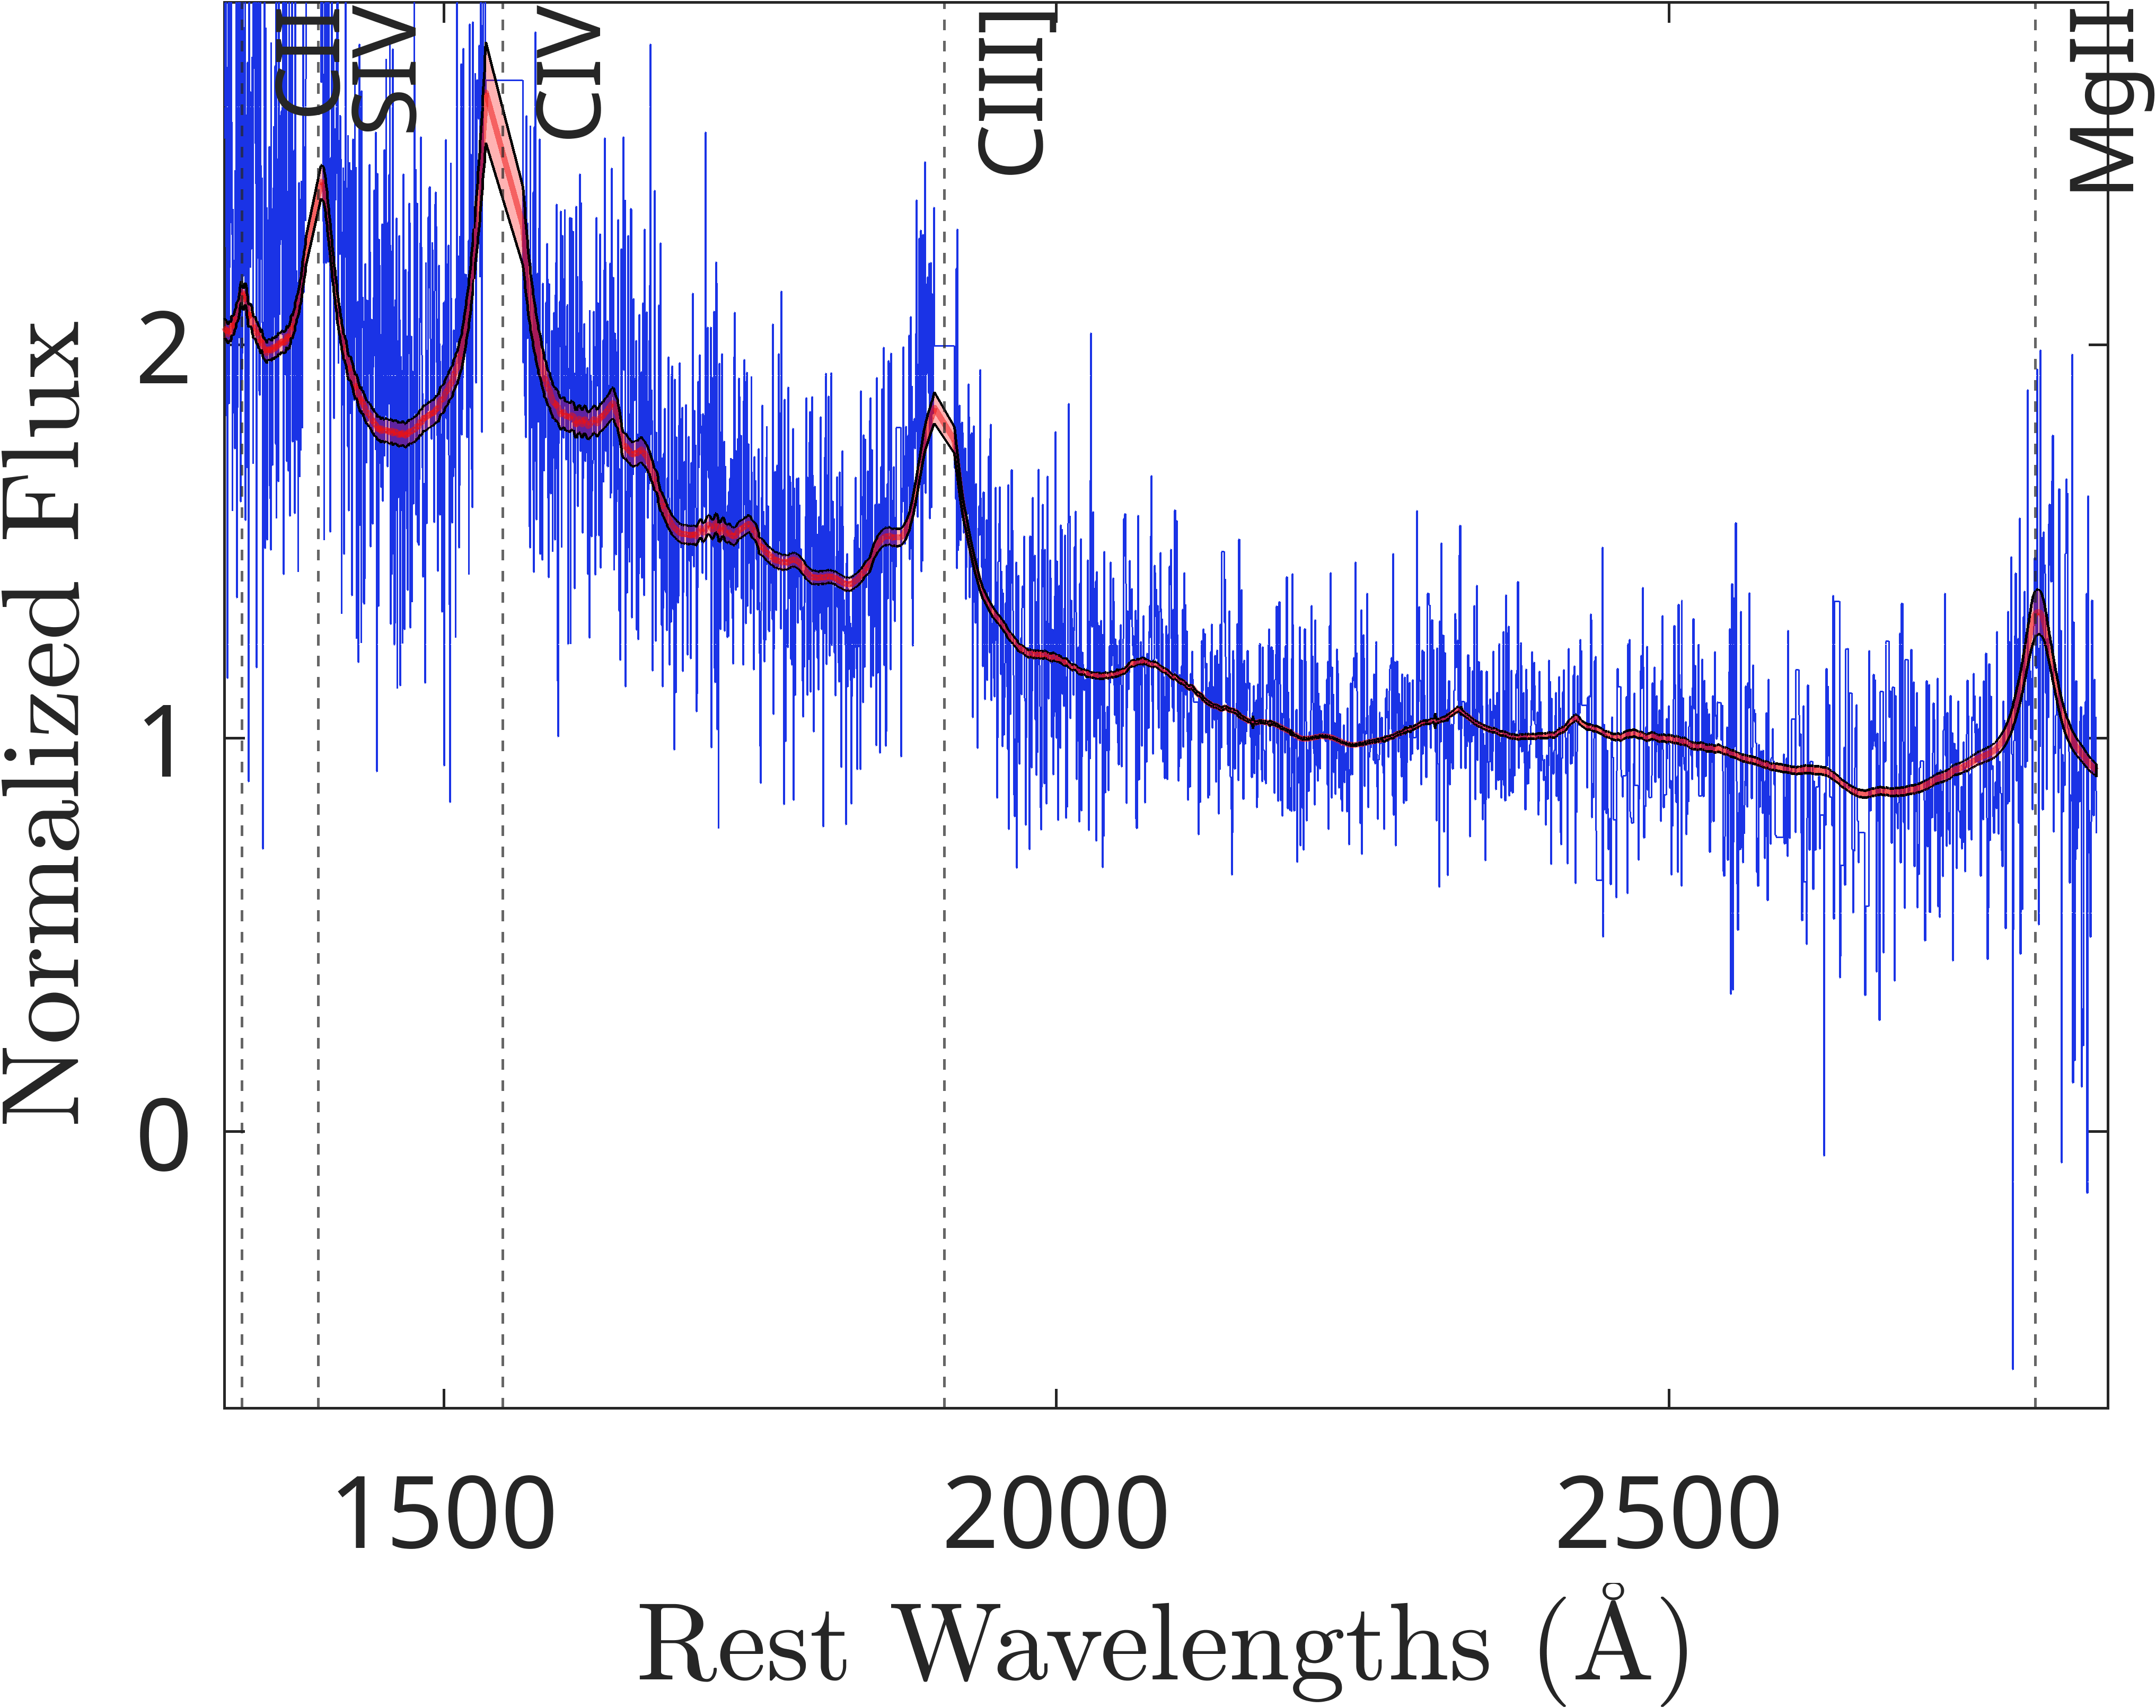 CII
SIV
CIV
CIII]
MgII
Normalized Flux
2
1
0
1500
2000
2500
Rest Wavelengths (Å)